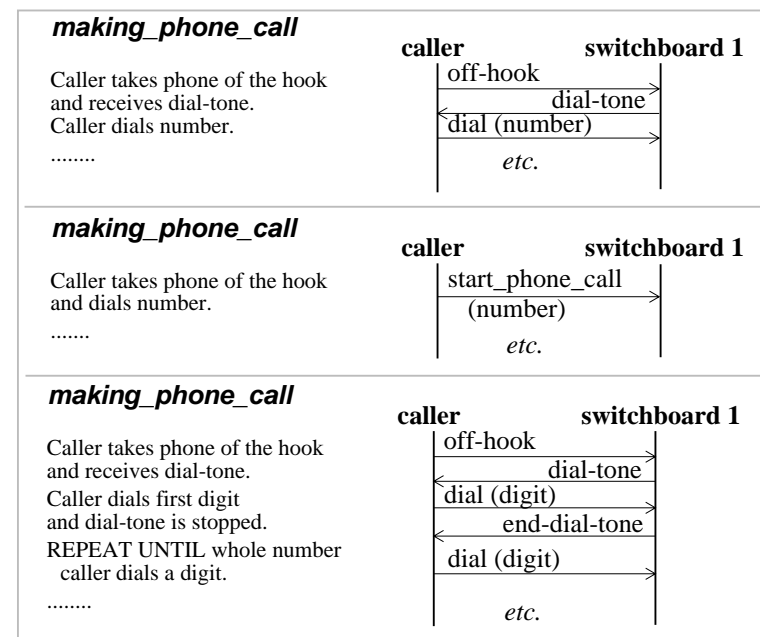 making_phone_call
Caller takes phone of the hook
and receives dial-tone.
Caller dials number.
........
caller switchboard 1
off-hook
dial-tone
dial (number)
etc.
making_phone_call
Caller takes phone of the hook
and dials number.
.......
caller switchboard 1
start_phone_call
(number)
etc.
making_phone_call
Caller takes phone of the hook
and receives dial-tone.
Caller dials first digit
and dial-tone is stopped.
REPEAT UNTIL whole number
caller dials a digit.
........
caller switchboard 1
off-hook
dial-tone
dial (digit)
end-dial-tone
dial (digit)
etc.